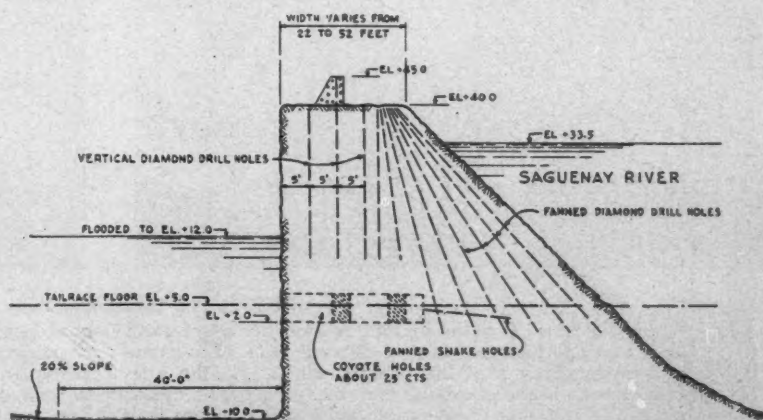 WIDTH VARIES FROM
22 TO 52 FEET
EL +45.0
EL+40.0
EL +33.5
VERTICAL DIAMOND DRILL HOLES
5' 5' 5'
SAGUENAY RIVER
FANNED DIAMOND DRILL HOLES
FLOODED TO EL.+12.0
TAILRACE FLOOR EL +5.0
EL +2.0
FANNED SNAKE HOLES
COYOTE HOLES
ABOUT 25' CTS
20% SLOPE
40'-0"
EL-10.0